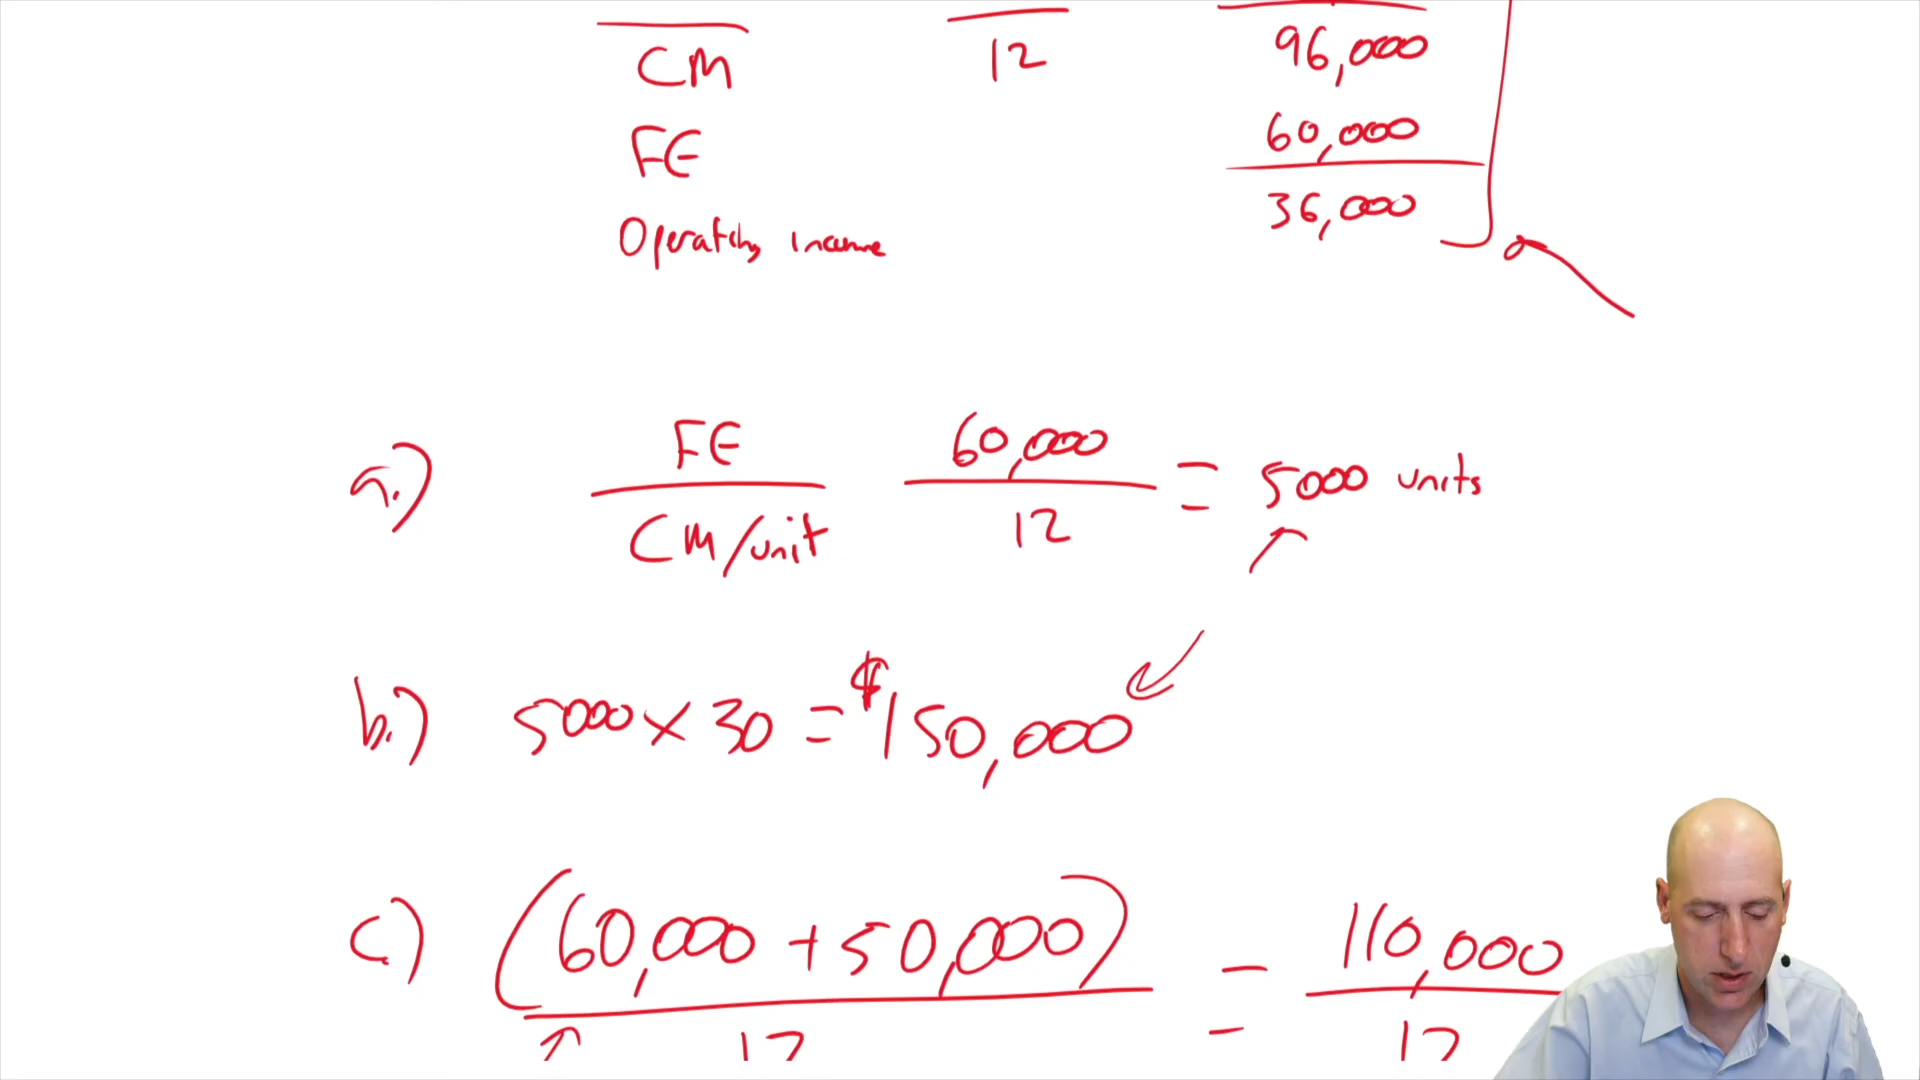 CM 12 96,000
FE 60,000
36,000
Operating income
a.) FE / CM/unit 60,000 / 12 = 5000 units
b.) 5000 x 30 = $150,000
c.) (60,000 + 50,000) / 12 = 110,000 / 12